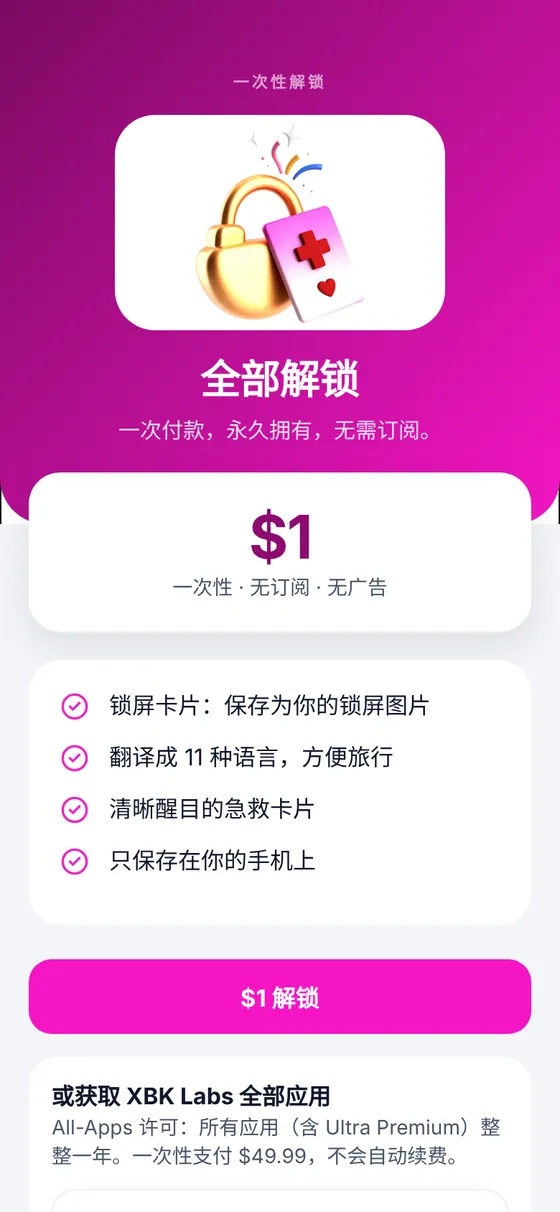 一次性解锁
全部解锁
一次付款，永久拥有，无需订阅。
$1
一次性 · 无订阅 · 无广告
锁屏卡片：保存为你的锁屏图片
翻译成 11 种语言，方便旅行
清晰醒目的急救卡片
只保存在你的手机上
$1 解锁
或获取 XBK Labs 全部应用
All-Apps 许可：所有应用（含 Ultra Premium）整
整一年。一次性支付 $49.99，不会自动续费。